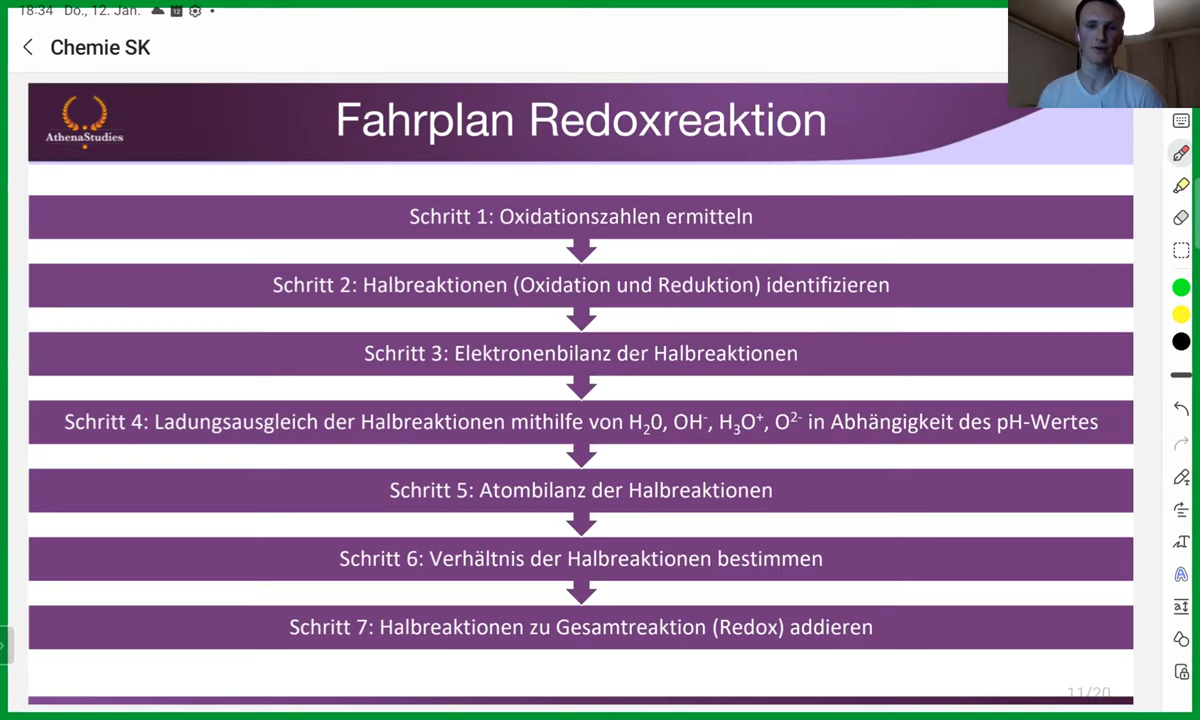 18:34 Do., 12. Jan.
Chemie SK
AthenaStudies
Fahrplan Redoxreaktion
Schritt 1: Oxidationszahlen ermitteln
Schritt 2: Halbreaktionen (Oxidation und Reduktion) identifizieren
Schritt 3: Elektronenbilanz der Halbreaktionen
Schritt 4: Ladungsausgleich der Halbreaktionen mithilfe von H₂0, OH⁻, H₃O⁺, O²⁻ in Abhängigkeit des pH-Wertes
Schritt 5: Atombilanz der Halbreaktionen
Schritt 6: Verhältnis der Halbreaktionen bestimmen
Schritt 7: Halbreaktionen zu Gesamtreaktion (Redox) addieren
11/20